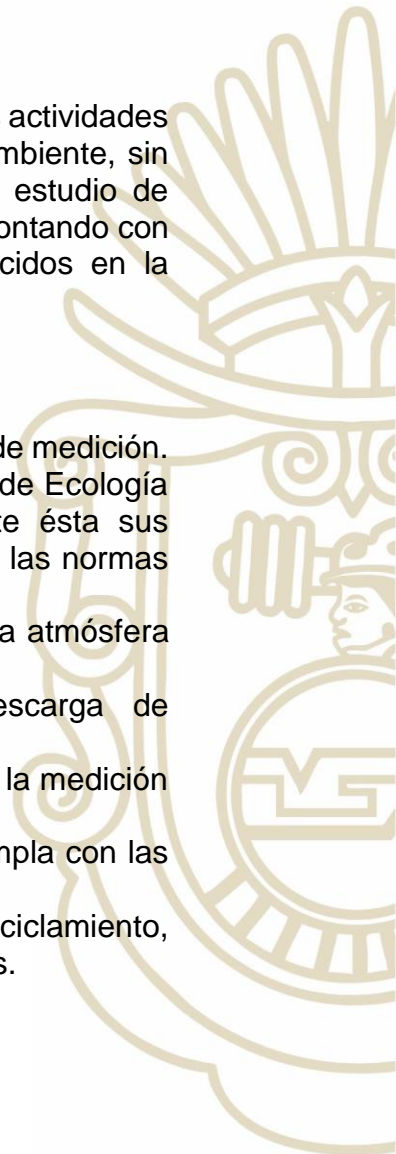 actividades
mbiente, sin
estudio de
ontando con
cidos en la
de medición.
de Ecología
te ésta sus
las normas
a atmósfera
escarga de
la medición
mpla con las
ciclamiento,
s.